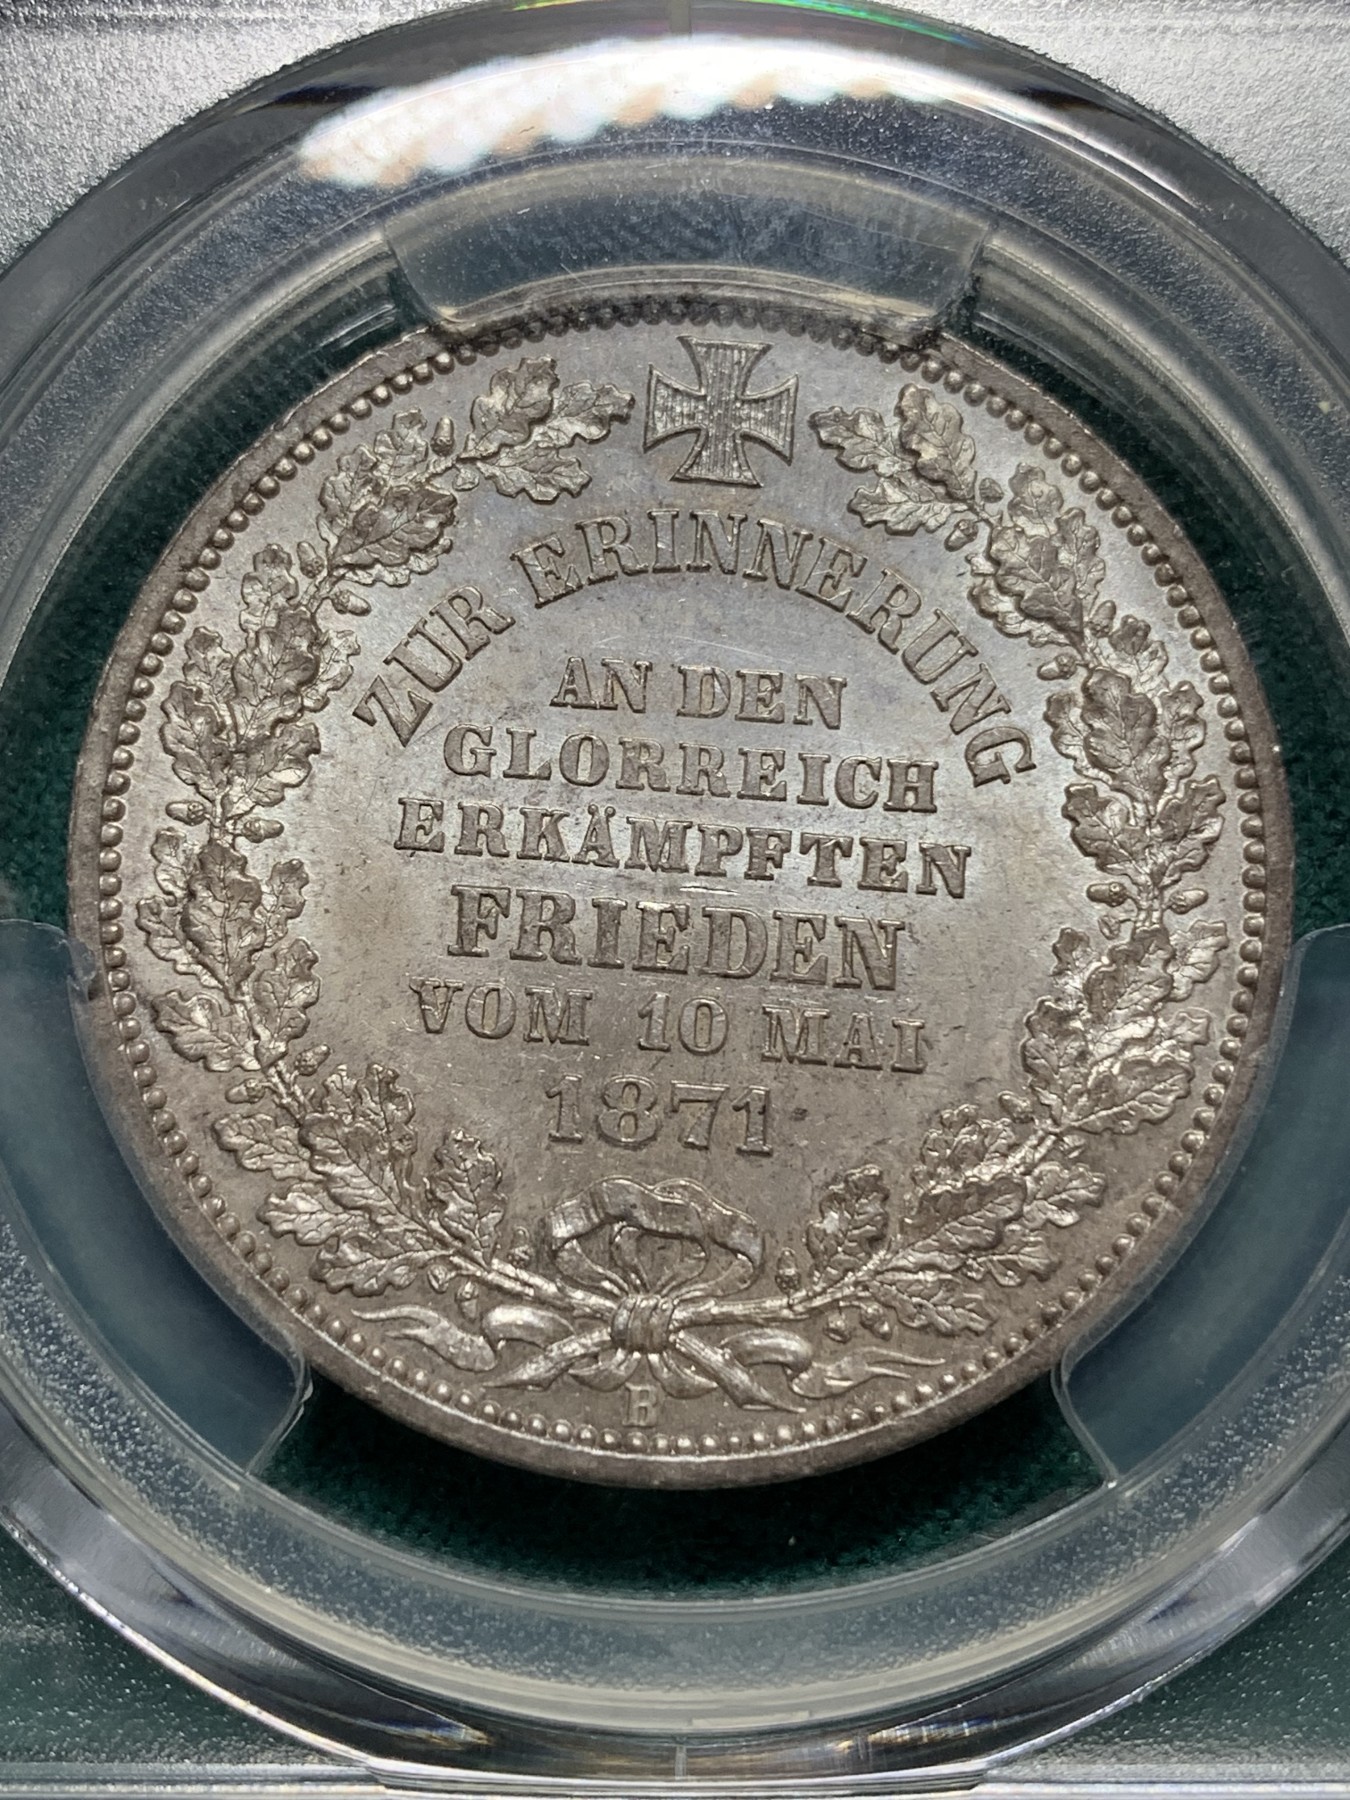 ZUR ERINNERUNG
AN DEN
GLORREICH
ERKÄMPFTEN
FRIEDEN
VOM 10 MAI
1871
B